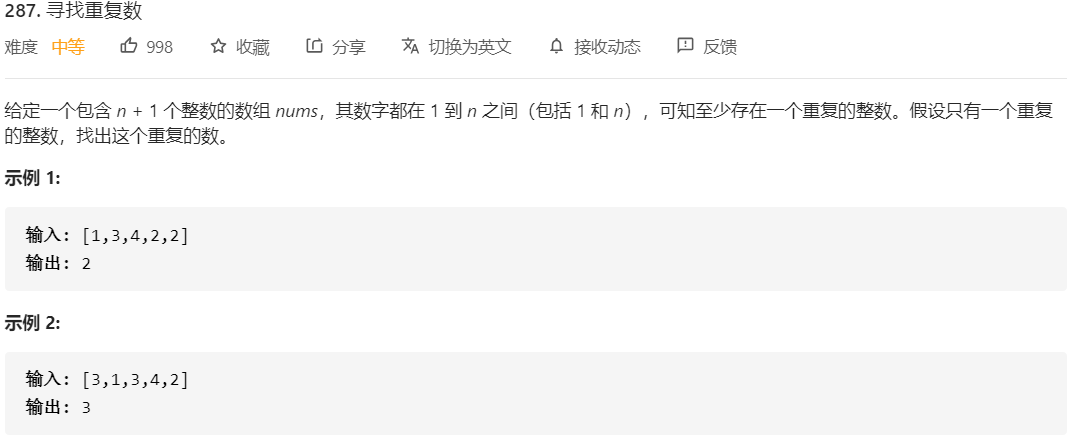 287. 寻找重复数
难度 中等 998 收藏 分享 切换为英文 接收动态 反馈
给定一个包含 n + 1 个整数的数组 nums，其数字都在 1 到 n 之间（包括 1 和 n），可知至少存在一个重复的整数。假设只有一个重复
的整数，找出这个重复的数。
示例 1:
输入: [1,3,4,2,2]
输出: 2
示例 2:
输入: [3,1,3,4,2]
输出: 3